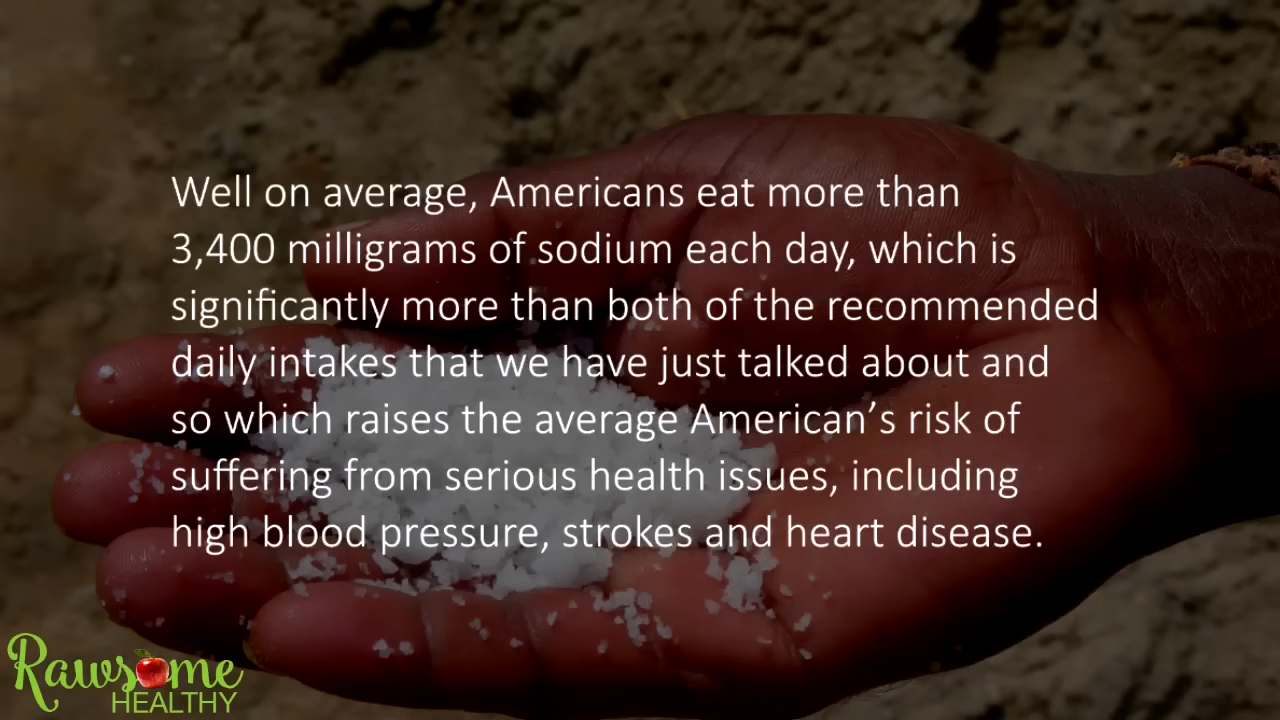 Well on average, Americans eat more than
3,400 milligrams of sodium each day, which is
significantly more than both of the recommended
daily intakes that we have just talked about and
so which raises the average American’s risk of
suffering from serious health issues, including
high blood pressure, strokes and heart disease.
Rawsome
HEALTHY